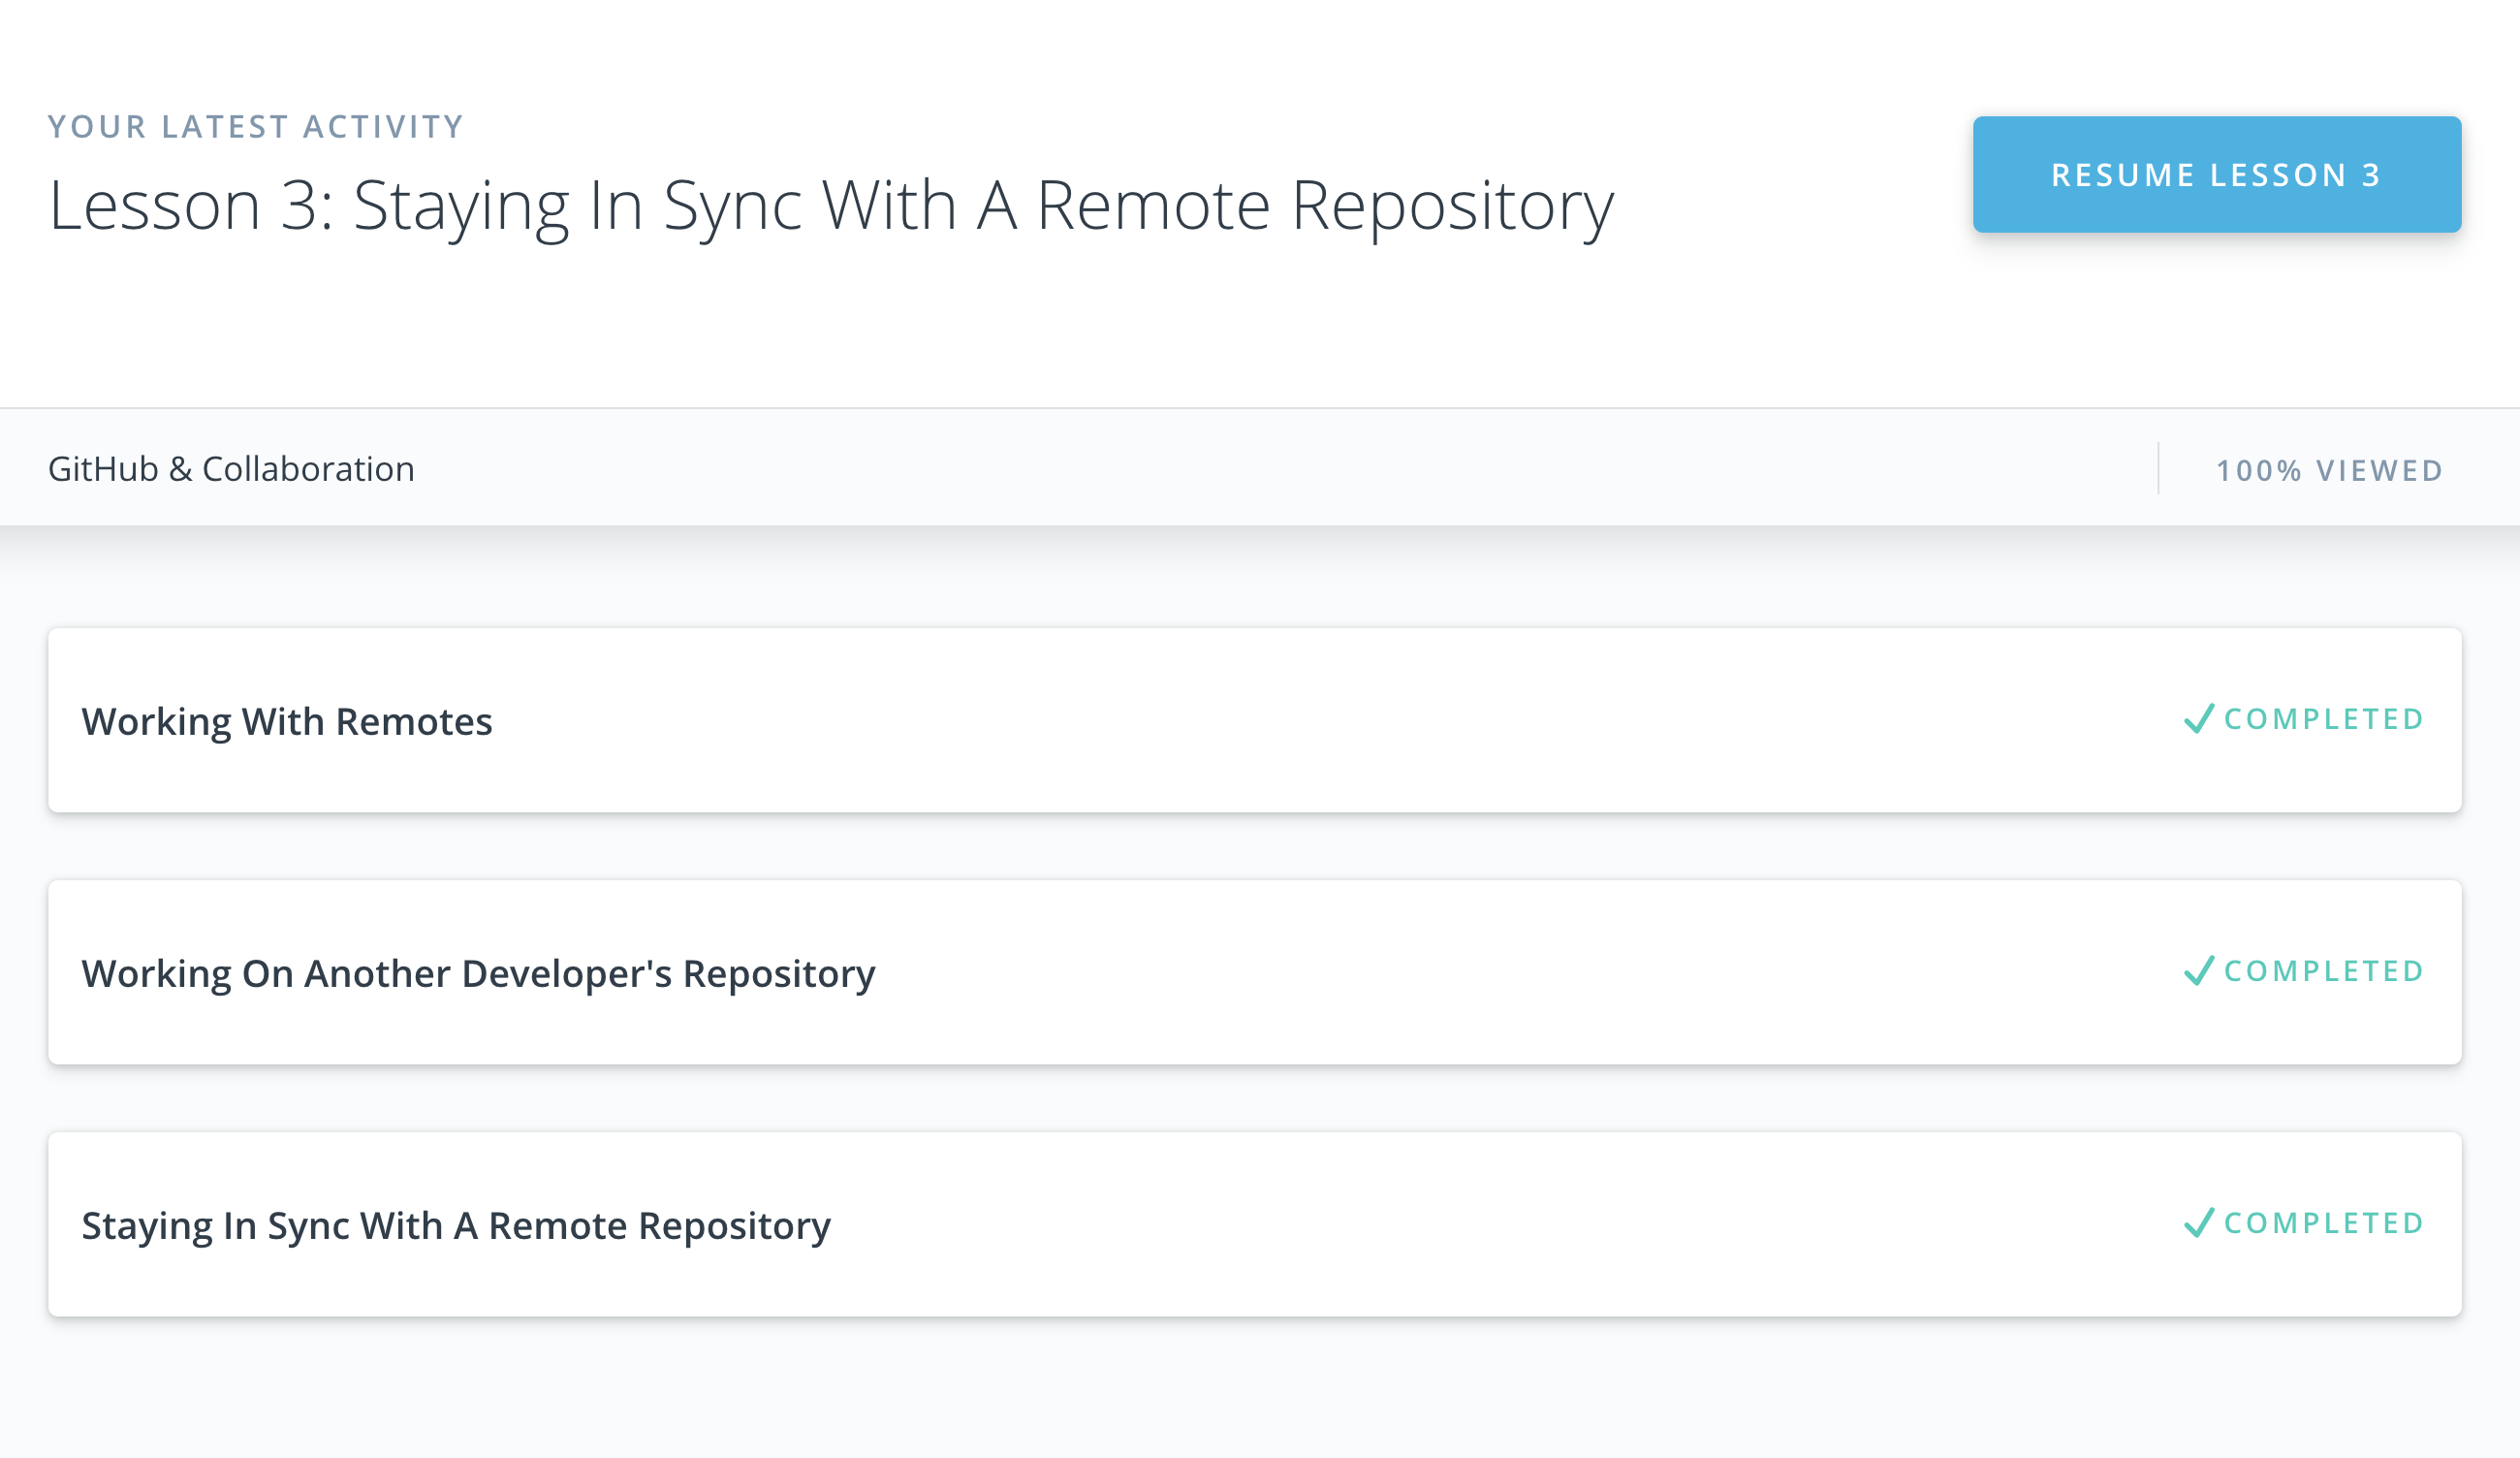 YOUR LATEST ACTIVITY
Lesson 3: Staying In Sync With A Remote Repository
RESUME LESSON 3
GitHub & Collaboration
100% VIEWED
Working With Remotes
COMPLETED
Working On Another Developer's Repository
COMPLETED
Staying In Sync With A Remote Repository
COMPLETED